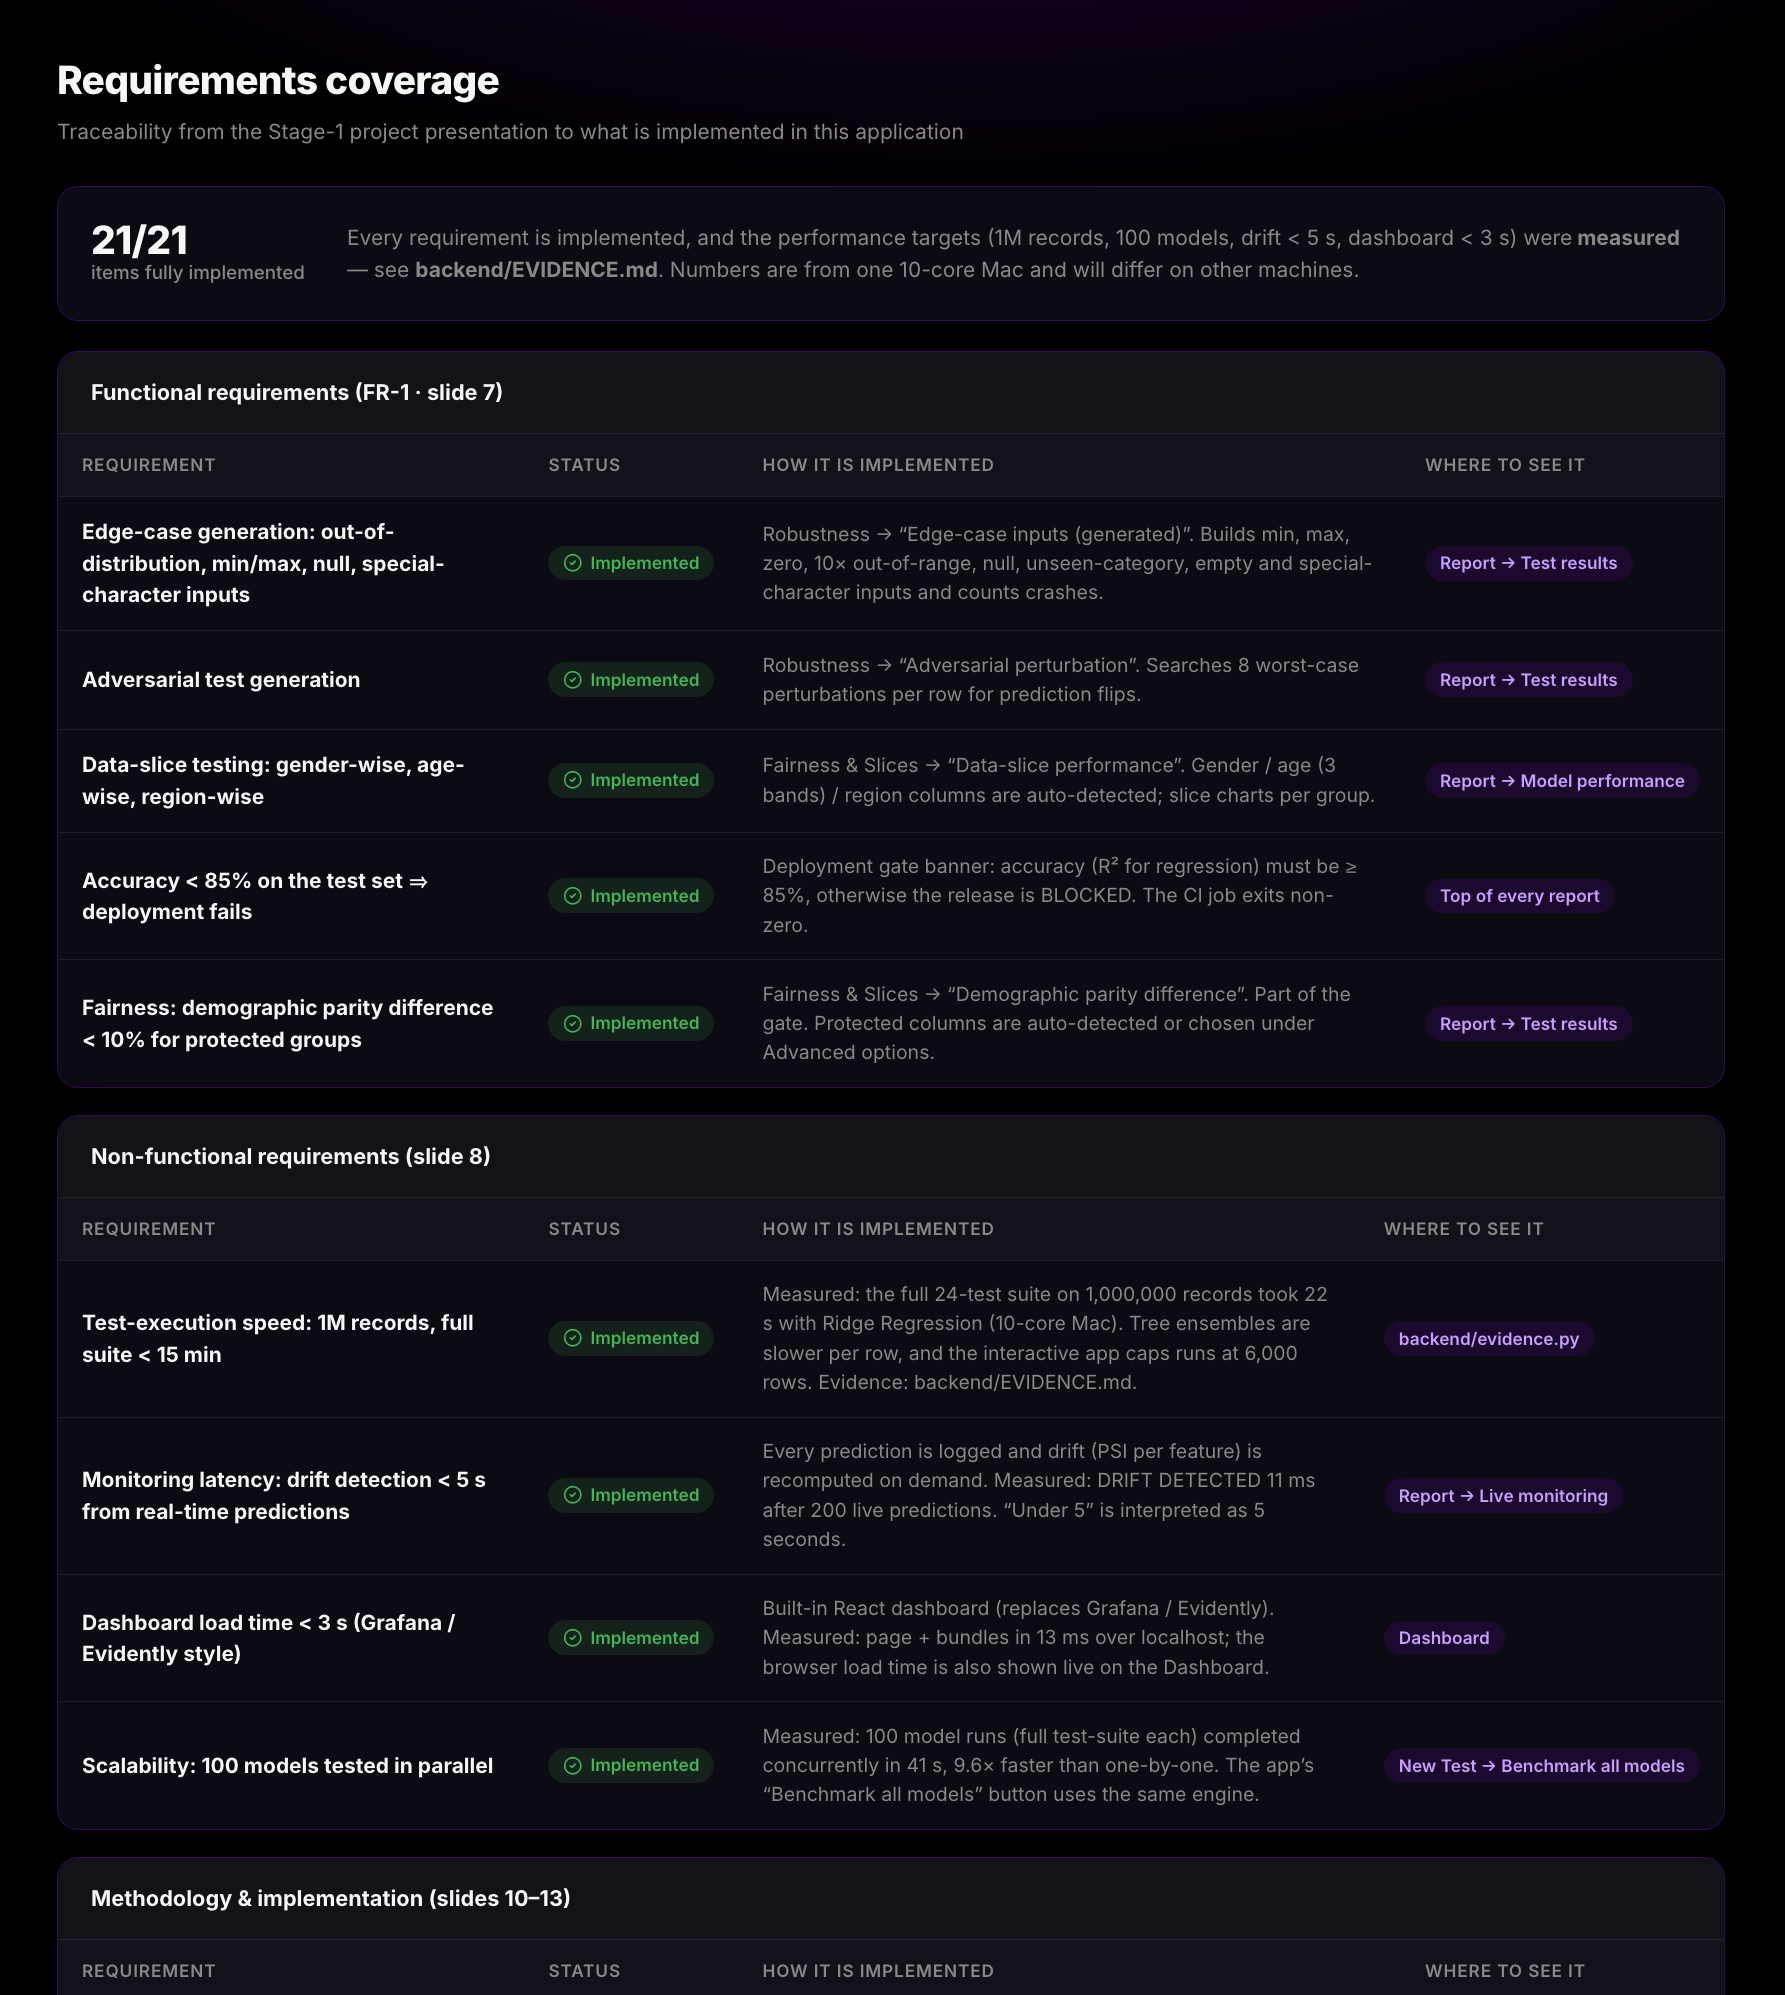 Requirements coverage
Traceability from the Stage-1 project presentation to what is implemented in this application
21/21
items fully implemented
Every requirement is implemented, and the performance targets (1M records, 100 models, drift < 5 s, dashboard < 3 s) were measured
— see backend/EVIDENCE.md. Numbers are from one 10-core Mac and will differ on other machines.
Functional requirements (FR-1 · slide 7)
REQUIREMENT STATUS HOW IT IS IMPLEMENTED WHERE TO SEE IT
Edge-case generation: out-of-
distribution, min/max, null, special-
character inputs
Implemented
Robustness → “Edge-case inputs (generated)”. Builds min, max,
zero, 10× out-of-range, null, unseen-category, empty and special-
character inputs and counts crashes.
Report → Test results
Adversarial test generation
Implemented
Robustness → “Adversarial perturbation”. Searches 8 worst-case
perturbations per row for prediction flips.
Report → Test results
Data-slice testing: gender-wise, age-
wise, region-wise
Implemented
Fairness & Slices → “Data-slice performance”. Gender / age (3
bands) / region columns are auto-detected; slice charts per group.
Report → Model performance
Accuracy < 85% on the test set ⇒
deployment fails
Implemented
Deployment gate banner: accuracy (R² for regression) must be ≥
85%, otherwise the release is BLOCKED. The CI job exits non-
zero.
Top of every report
Fairness: demographic parity difference
< 10% for protected groups
Implemented
Fairness & Slices → “Demographic parity difference”. Part of the
gate. Protected columns are auto-detected or chosen under
Advanced options.
Report → Test results
Non-functional requirements (slide 8)
REQUIREMENT STATUS HOW IT IS IMPLEMENTED WHERE TO SEE IT
Test-execution speed: 1M records, full
suite < 15 min
Implemented
Measured: the full 24-test suite on 1,000,000 records took 22
s with Ridge Regression (10-core Mac). Tree ensembles are
slower per row, and the interactive app caps runs at 6,000
rows. Evidence: backend/EVIDENCE.md.
backend/evidence.py
Monitoring latency: drift detection < 5 s
from real-time predictions
Implemented
Every prediction is logged and drift (PSI per feature) is
recomputed on demand. Measured: DRIFT DETECTED 11 ms
after 200 live predictions. “Under 5” is interpreted as 5
seconds.
Report → Live monitoring
Dashboard load time < 3 s (Grafana /
Evidently style)
Implemented
Built-in React dashboard (replaces Grafana / Evidently).
Measured: page + bundles in 13 ms over localhost; the
browser load time is also shown live on the Dashboard.
Dashboard
Scalability: 100 models tested in parallel
Implemented
Measured: 100 model runs (full test-suite each) completed
concurrently in 41 s, 9.6× faster than one-by-one. The app’s
“Benchmark all models” button uses the same engine.
New Test → Benchmark all models
Methodology & implementation (slides 10–13)
REQUIREMENT STATUS HOW IT IS IMPLEMENTED WHERE TO SEE IT